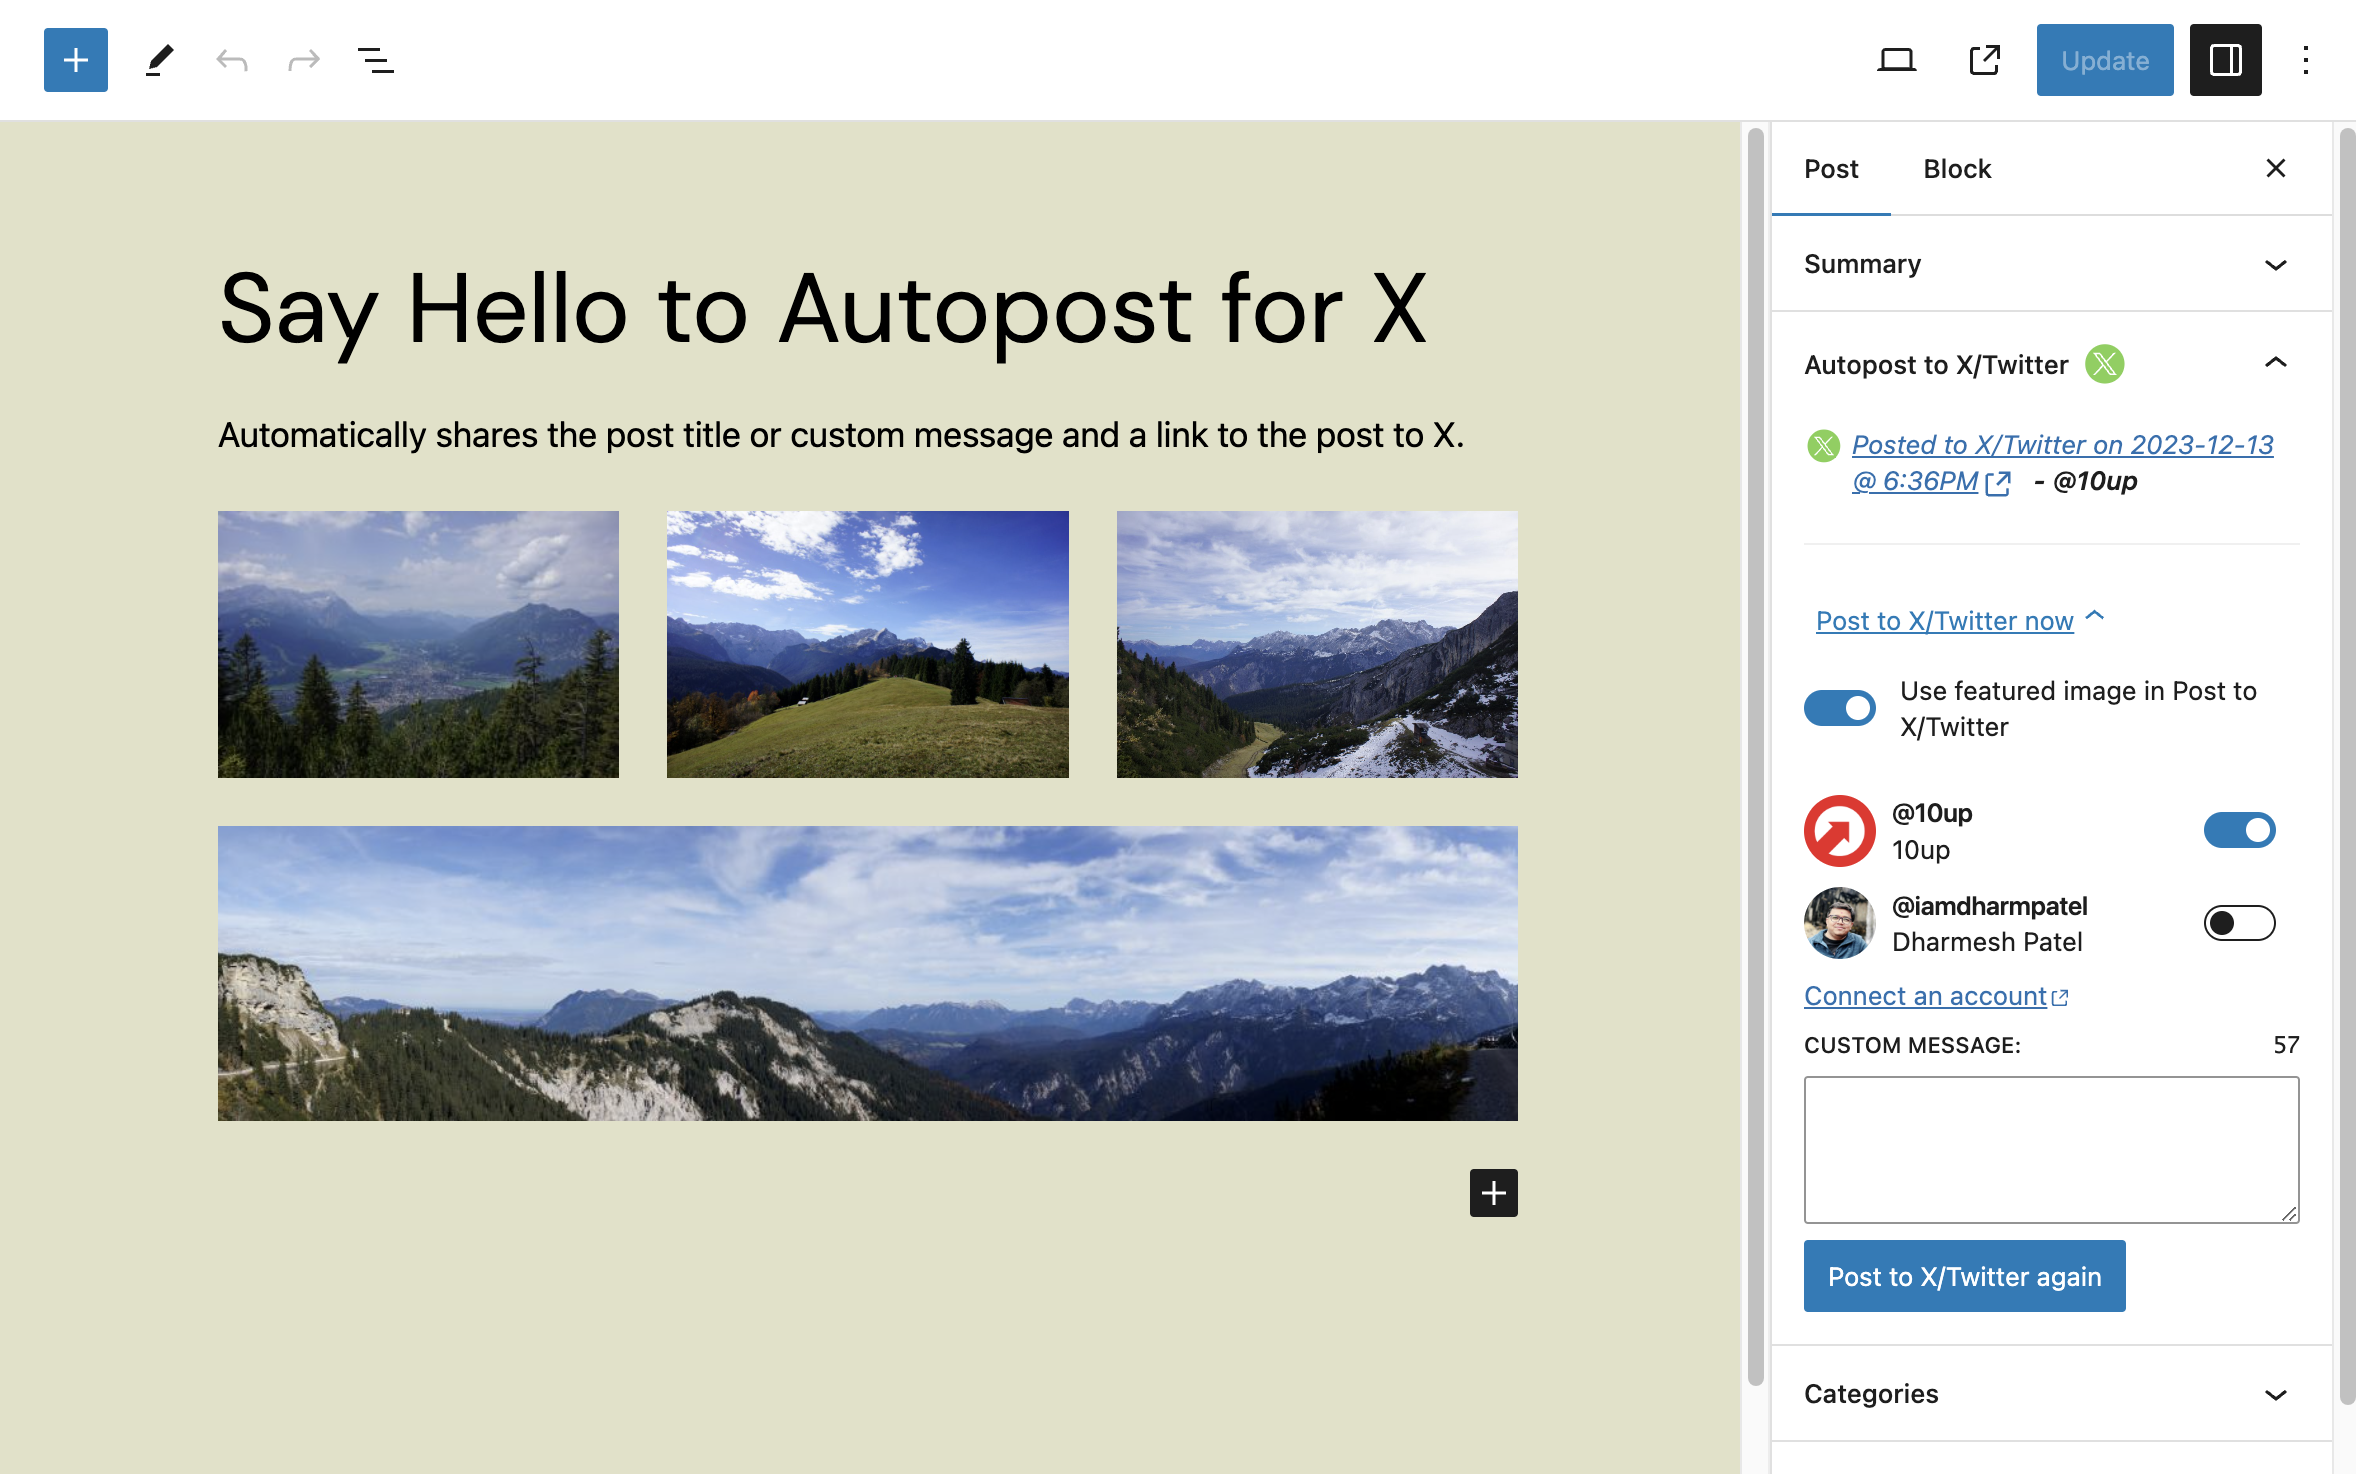 Update
Say Hello to Autopost for X
Automatically shares the post title or custom message and a link to the post to X.
Post Block
Summary
Autopost to X/Twitter
Posted to X/Twitter on 2023-12-13
@ 6:36PM - @10up
Post to X/Twitter now
Use featured image in Post to
X/Twitter
@10up
10up
@iamdharmpatel
Dharmesh Patel
Connect an account
CUSTOM MESSAGE: 57
Post to X/Twitter again
Categories